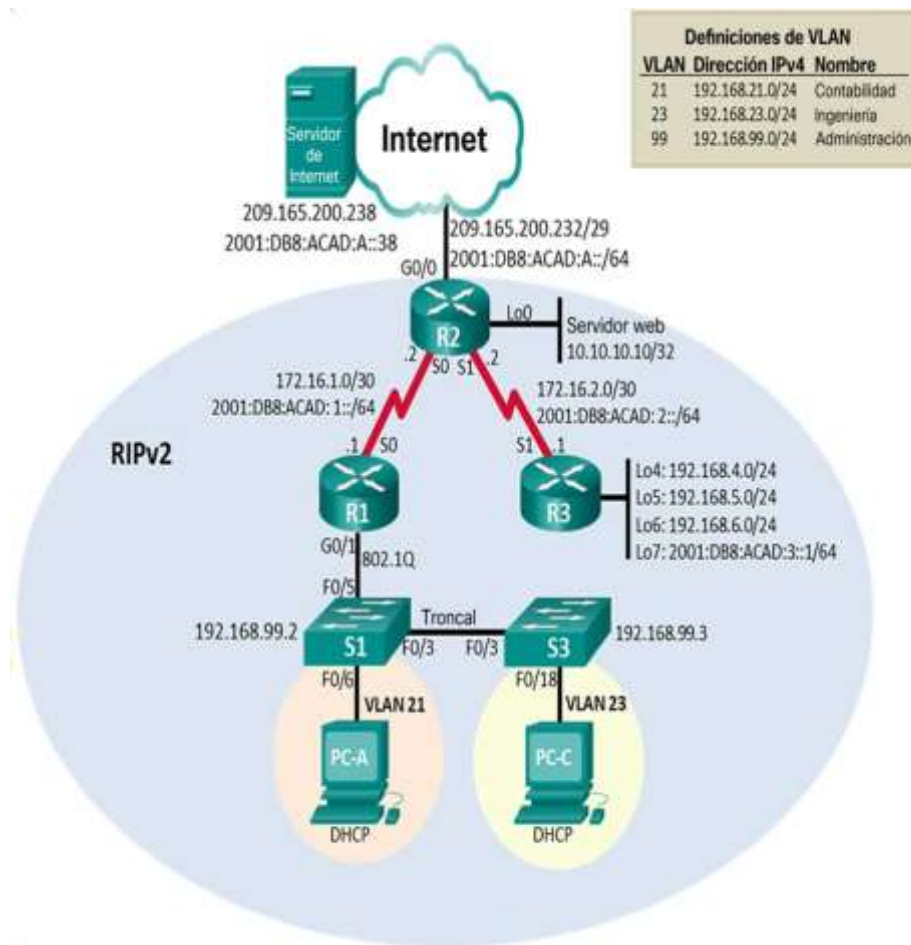 Definiciones de VLAN
VLAN Dirección IPv4 Nombre
21 192.168.21.0/24 Contabilidad
23 192.168.23.0/24 Ingeniería
99 192.168.99.0/24 Administración
Servidor
de
Internet
Internet
209.165.200.238
2001:DB8:ACAD:A::38
209.165.200.232/29
2001:DB8:ACAD:A::/64
G0/0
R2
Lo0
Servidor web
10.10.10.10/32
.2
S0
S1
.2
172.16.1.0/30
2001:DB8:ACAD: 1::/64
172.16.2.0/30
2001:DB8:ACAD: 2::/64
RIPv2
.1
S0
S1
.1
R1
R3
Lo4: 192.168.4.0/24
Lo5: 192.168.5.0/24
Lo6: 192.168.6.0/24
Lo7: 2001:DB8:ACAD:3::1/64
G0/1
802.1Q
F0/5
192.168.99.2
S1
Troncal
F0/3
F0/3
S3
192.168.99.3
F0/6
F0/18
VLAN 21
VLAN 23
PC-A
PC-C
DHCP
DHCP